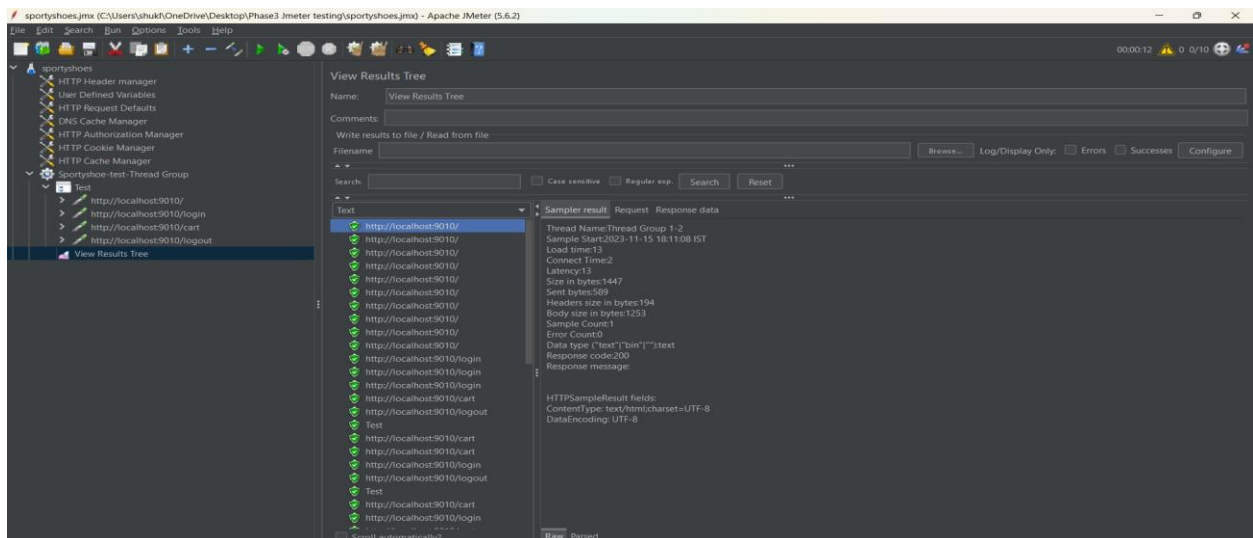 sportyshoes.jmx (C:\Users\shukl\OneDrive\Desktop\Phase3 Jmeter testing\sportyshoes.jmx) - Apache JMeter (5.6.2)
File Edit Search Run Options Tools Help
00:00:12 0 0/10
sportyshoes
HTTP Header manager
User Defined Variables
HTTP Request Defaults
DNS Cache Manager
HTTP Authorization Manager
HTTP Cookie Manager
HTTP Cache Manager
Sportyshoe-test-Thread Group
Test
http://localhost:9010/
http://localhost:9010/login
http://localhost:9010/cart
http://localhost:9010/logout
View Results Tree
View Results Tree
Name: View Results Tree
Comments:
Write results to file / Read from file
Filename Browse... Log/Display Only: Errors Successes Configure
Search: Case sensitive Regular exp. Search Reset
Text
http://localhost:9010/
http://localhost:9010/
http://localhost:9010/
http://localhost:9010/
http://localhost:9010/
http://localhost:9010/
http://localhost:9010/
http://localhost:9010/
http://localhost:9010/
http://localhost:9010/
http://localhost:9010/login
http://localhost:9010/login
http://localhost:9010/login
http://localhost:9010/cart
http://localhost:9010/logout
Test
http://localhost:9010/cart
http://localhost:9010/cart
http://localhost:9010/login
http://localhost:9010/logout
Test
http://localhost:9010/cart
http://localhost:9010/login
Scroll automatically?
Sampler result Request Response data
Thread Name:Thread Group 1-2
Sample Start:2023-11-15 18:11:08 IST
Load time:13
Connect Time:2
Latency:13
Size in bytes:1447
Sent bytes:589
Headers size in bytes:194
Body size in bytes:1253
Sample Count:1
Error Count:0
Data type ("text"|"bin"|""):text
Response code:200
Response message:
HTTPSampleResult fields:
ContentType: text/html;charset=UTF-8
DataEncoding: UTF-8
Raw Parsed